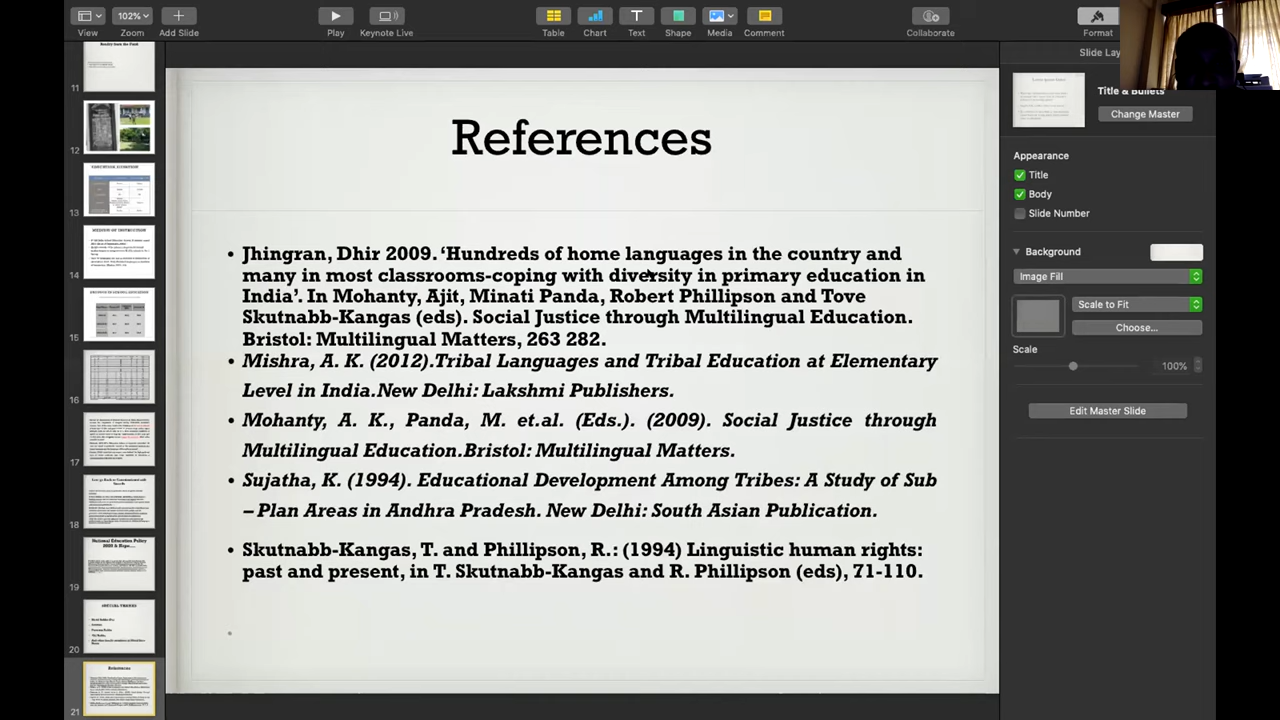 View
102%
Zoom
Add Slide
Play
Keynote Live
Table
Chart
Text
Shape
Media
Comment
Collaborate
Format
11
12
13
14
15
16
17
18
National Education Policy
19
20
References
21
References
• Jhingran, D. 2009. 'Hundreds of home languages in the country and
many in most classrooms-coping with diversity in primary education in
India'. In Mohanty, Ajit, Minati Panda, Robert Phillipson and Tove
Skutnabb-Kangas (eds). Social Justice through Multilingual Education.
Bristol: Multilingual Matters, 263 282.
• Mishra, A. K. (2012).Tribal Languages and Tribal Education at Elementary
Level in India.New Delhi: Lakshmi Publishers.
• Mohanty, A. K., Panda, M. et al (Eds.). (2009). Social Justice through
Multilingual Education.Bristol: Multilingual Matters.
• Sujatha, K. (1994). Educational Development Among Tribes: A Study of Sub
– Plan Areas in Andhra Pradesh. New Delhi: South Asian Publication.
• Skutnabb-Kangas, T. and Phillipson, R.: (1994) Linguistic human rights:
past and present, in T. Skutnabb-Kangas and R. Phillipson (eds), 71-110.
Slide
Title & Bullets
Change Master
Appearance
Title
Body
Slide Number
Background
Image Fill
Scale to Fit
Choose...
Scale
100%
Edit Master Slide